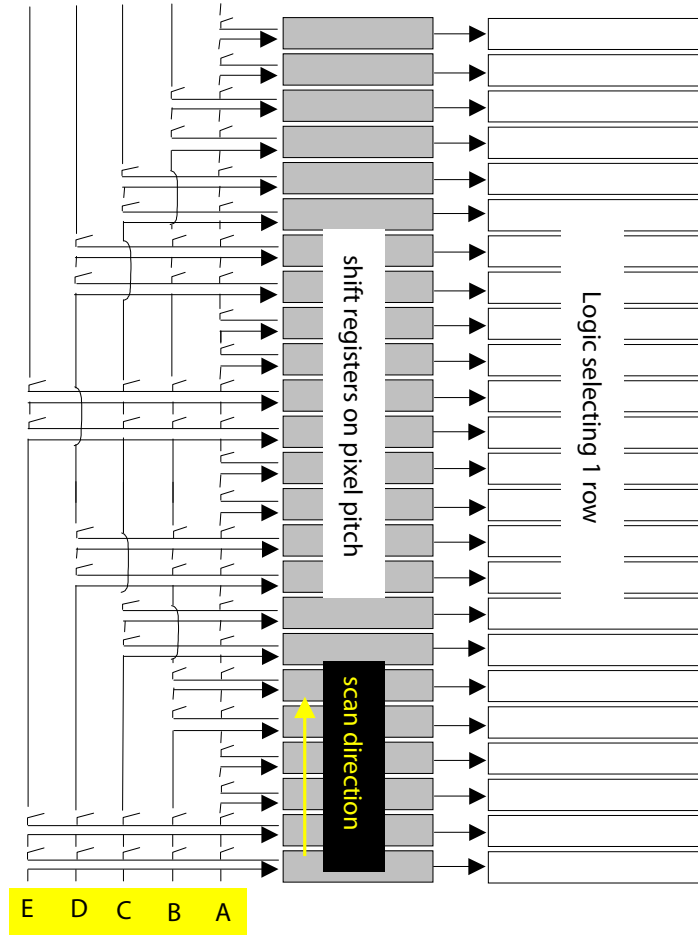 shift registers on pixel pitch
Logic selecting 1 row
scan direction
E D C B A